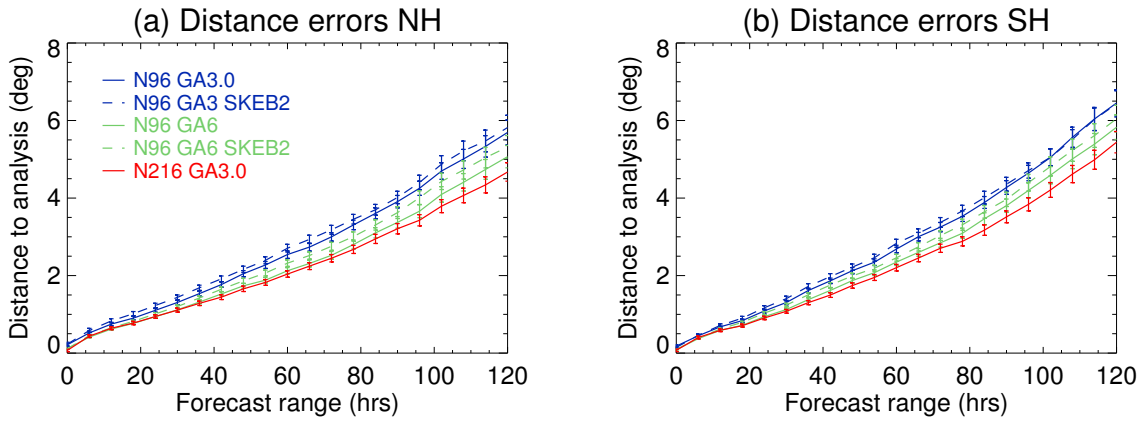 (a) Distance errors NH
Distance to analysis (deg)
8
6
4
2
0
N96 GA3.0
N96 GA3 SKEB2
N96 GA6
N96 GA6 SKEB2
N216 GA3.0
0 20 40 60 80 100 120
Forecast range (hrs)
(b) Distance errors SH
Distance to analysis (deg)
8
6
4
2
0
0 20 40 60 80 100 120
Forecast range (hrs)